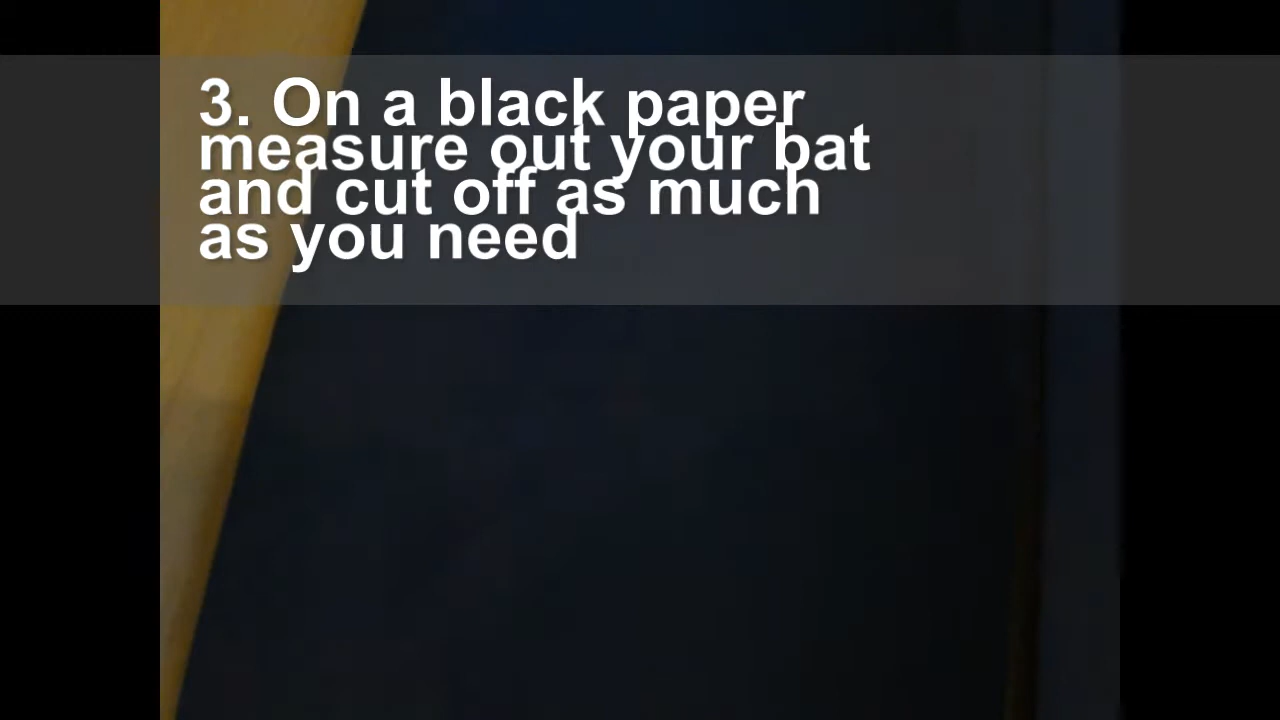 3. On a black paper
measure out your bat
and cut off as much
as you need